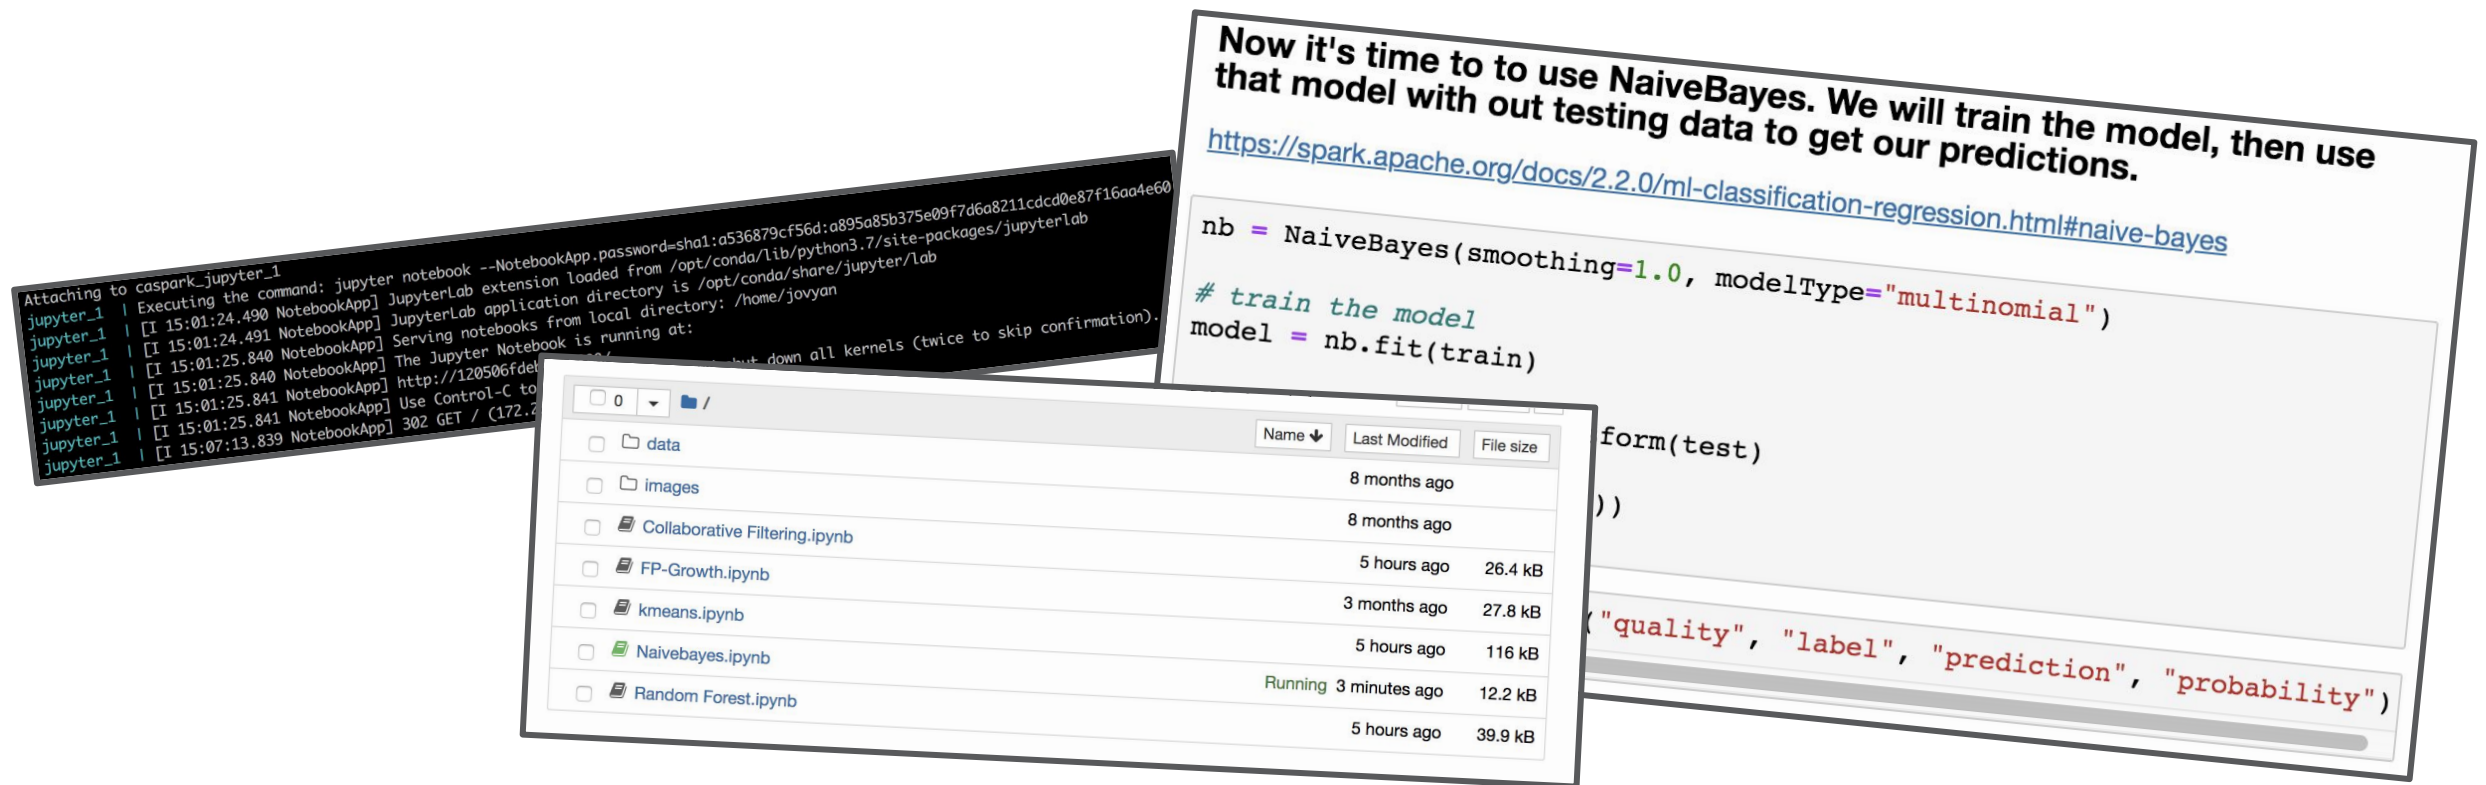 Attaching to caspark_jupyter_1
jupyter_1 | Executing the command: jupyter notebook --NotebookApp.password=sha1:a536879cf56d:a895a85b375e09f7d6a8211cdcd0e87f16aa4e60
jupyter_1 | [I 15:01:24.490 NotebookApp] JupyterLab extension loaded from /opt/conda/lib/python3.7/site-packages/jupyterlab
jupyter_1 | [I 15:01:24.491 NotebookApp] JupyterLab application directory is /opt/conda/share/jupyter/lab
jupyter_1 | [I 15:01:25.840 NotebookApp] Serving notebooks from local directory: /home/jovyan
jupyter_1 | [I 15:01:25.840 NotebookApp] The Jupyter Notebook is running at:
jupyter_1 | [I 15:01:25.841 NotebookApp] http://120506fdeb
jupyter_1 | [I 15:01:25.841 NotebookApp] Use Control-C to down all kernels (twice to skip confirmation).
jupyter_1 | [I 15:07:13.839 NotebookApp] 302 GET / (172.2
Now it's time to to use NaiveBayes. We will train the model, then use
that model with out testing data to get our predictions.
https://spark.apache.org/docs/2.2.0/ml-classification-regression.html#naive-bayes
nb = NaiveBayes(smoothing=1.0, modelType="multinomial")
# train the model
model = nb.fit(train)
form(test)
))
("quality", "label", "prediction", "probability")
0 /
Name Last Modified File size
data 8 months ago
images 8 months ago
Collaborative Filtering.ipynb 5 hours ago 26.4 kB
FP-Growth.ipynb 3 months ago 27.8 kB
kmeans.ipynb 5 hours ago 116 kB
Naivebayes.ipynb Running 3 minutes ago 12.2 kB
Random Forest.ipynb 5 hours ago 39.9 kB